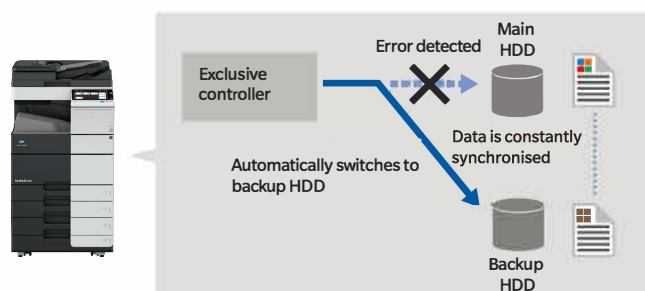 Main
HDD
Error detected
Exclusive
controller
Data is constantly
synchronised
Automatically switches to
backup HDD
Backup
HDD